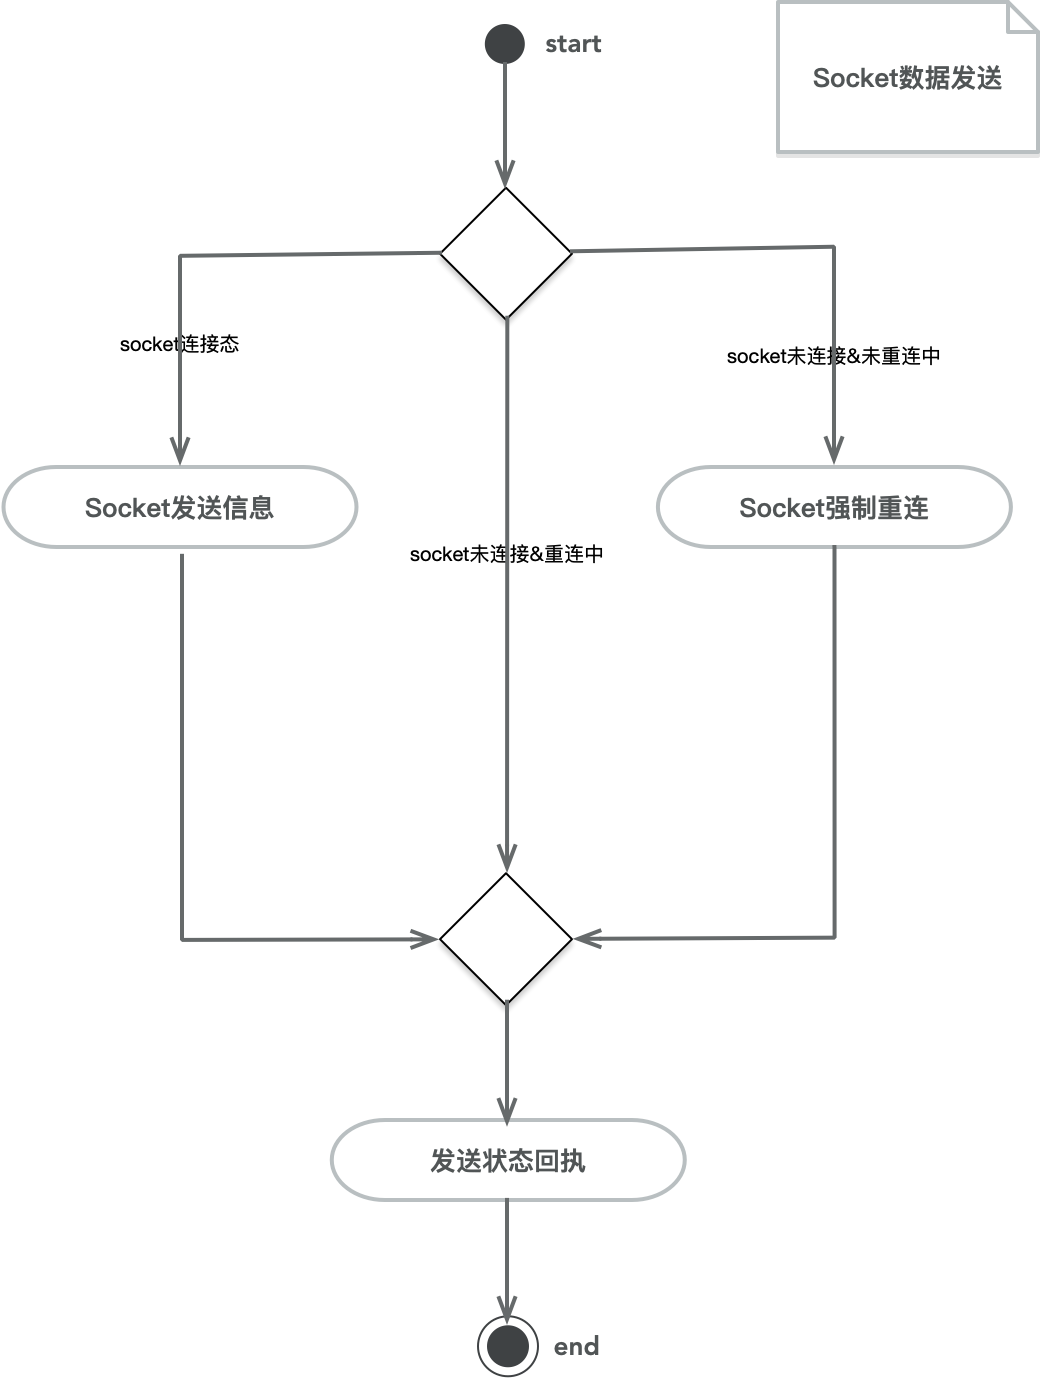 start
Socket数据发送
socket连接态
socket未连接&未重连中
Socket发送信息
Socket强制重连
socket未连接&重连中
发送状态回执
end